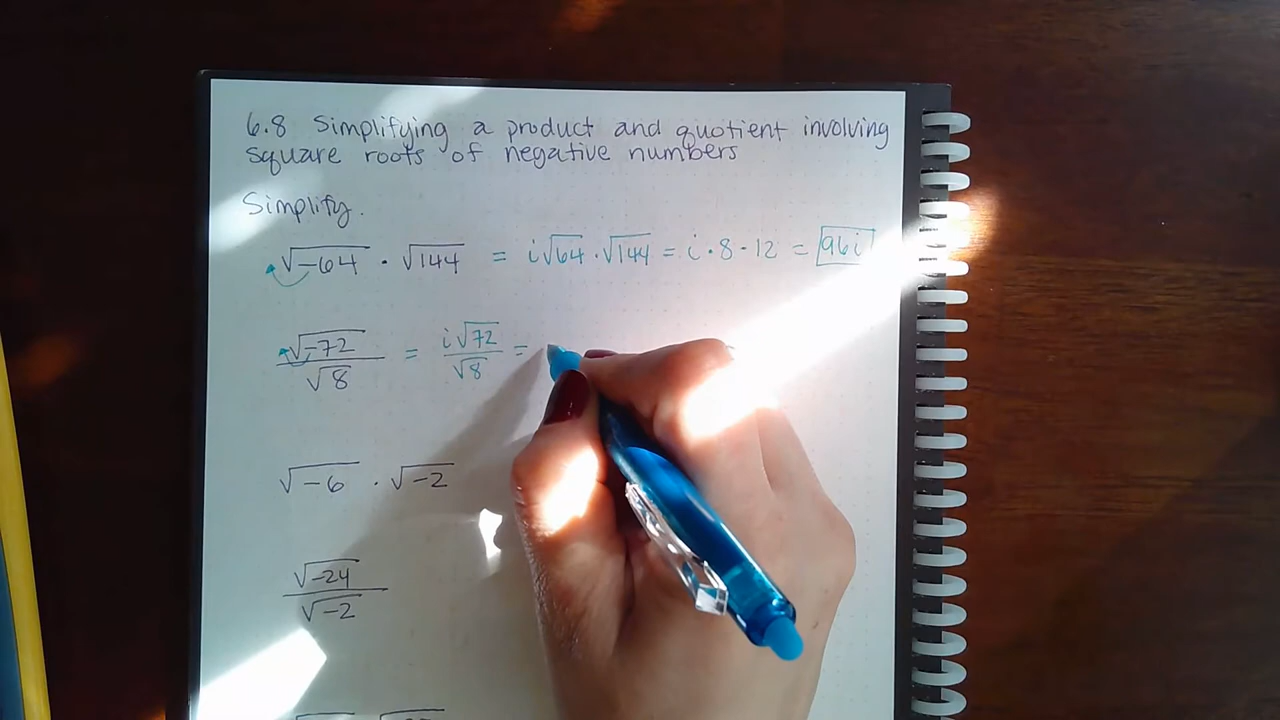 6.8 Simplifying a product and quotient involving
square roots of negative numbers
Simplify.
√-64 · √144 = i√64 · √144 = i · 8 · 12 = 96i
√-72 / √8 = i√72 / √8 =
√-6 · √-2
√-24 / √-2